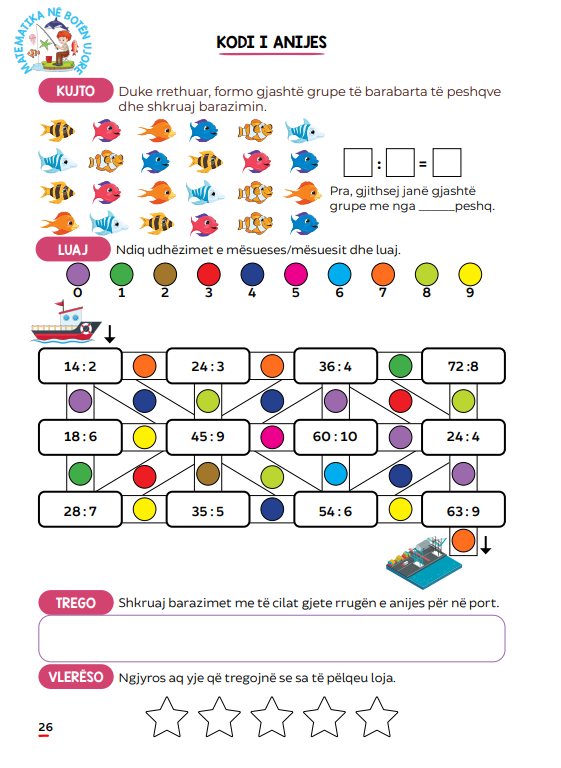 MATEMATIKA NË BOTËN UJORE
KODI I ANIJES
KUJTO
Duke rrethuar, formo gjashtë grupe të barabarta të peshqve
dhe shkruaj barazimin.
: =
Pra, gjithsej janë gjashtë
grupe me nga ______peshq.
LUAJ
Ndiq udhëzimet e mësueses/mësuesit dhe luaj.
0 1 2 3 4 5 6 7 8 9
14 : 2 24 : 3 36 : 4 72 :8
18 : 6 45 : 9 60 : 10 24 : 4
28 : 7 35 : 5 54 : 6 63 : 9
TREGO
Shkruaj barazimet me të cilat gjete rrugën e anijes për në port.
VLERËSO
Ngjyros aq yje që tregojnë se sa të pëlqeu loja.
26